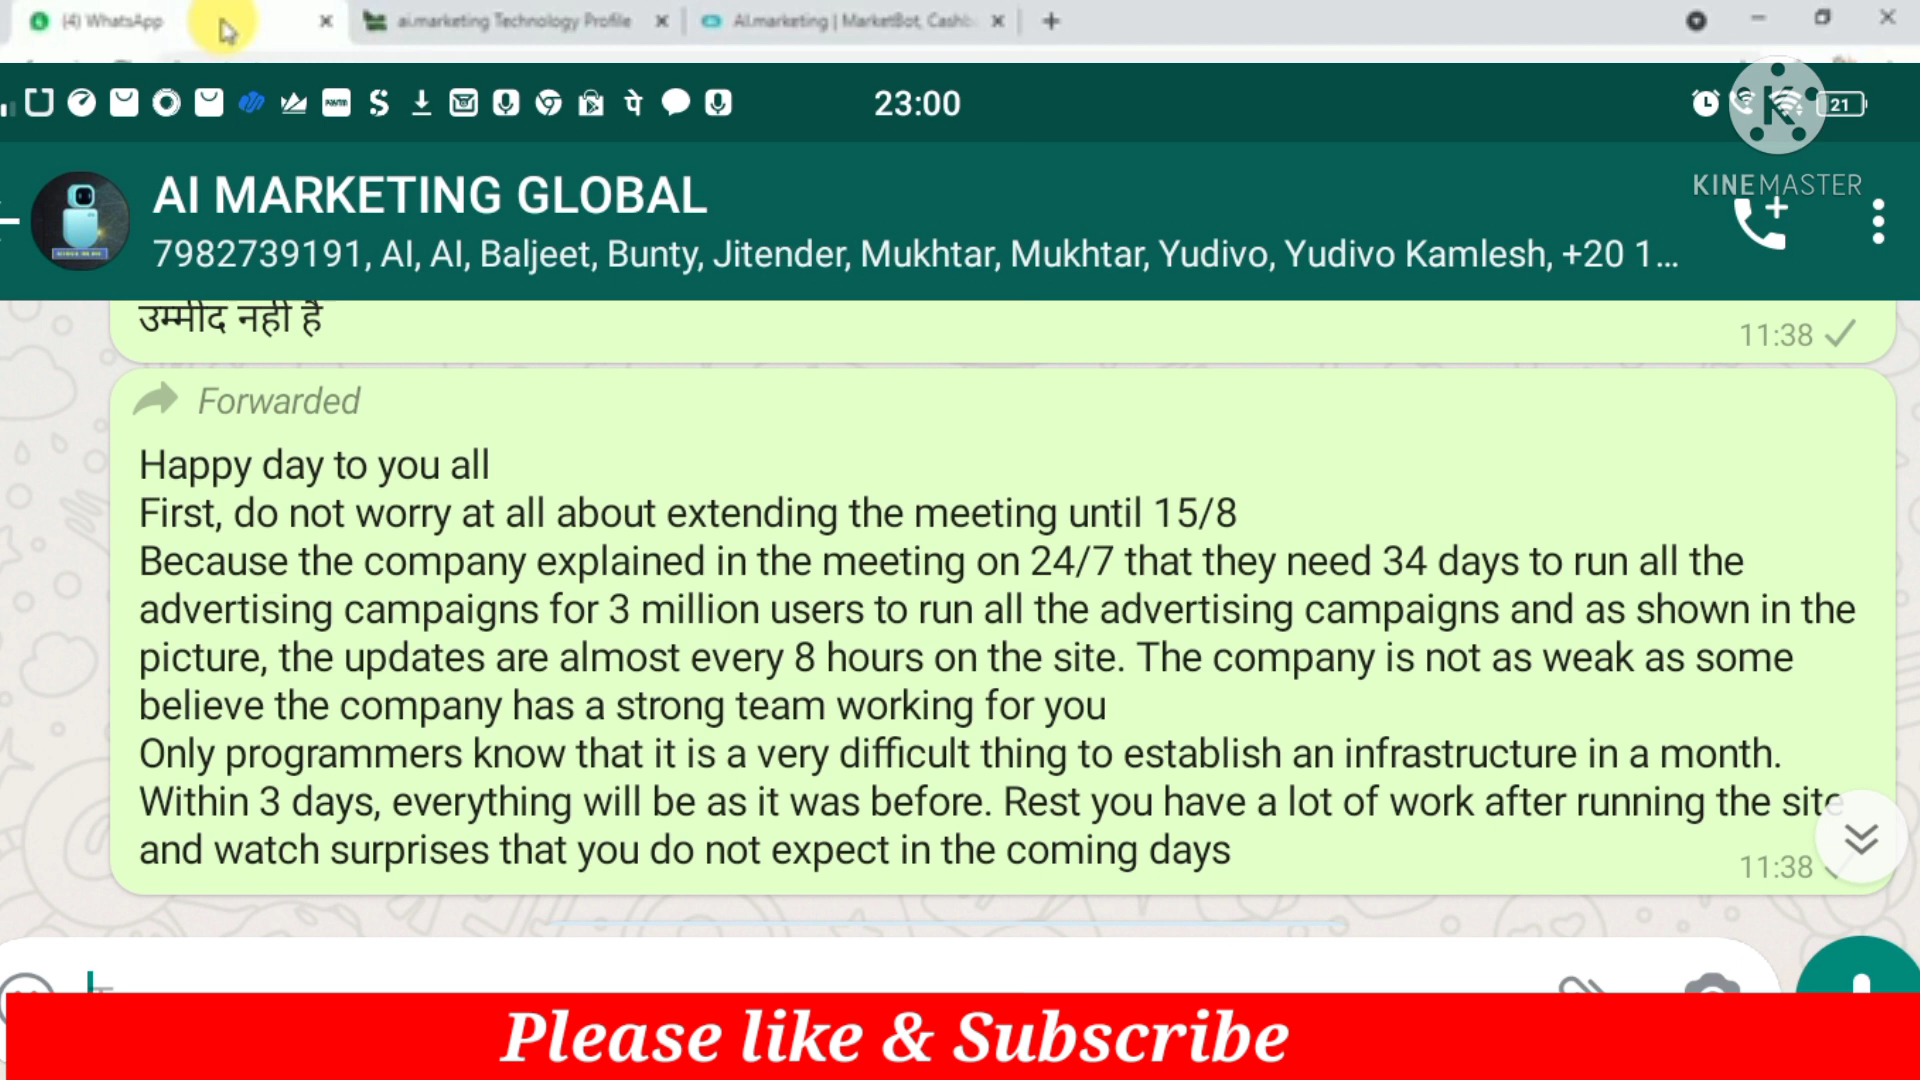 (4) WhatsApp
ai.marketing Technology Profile
AI.marketing | MarketBot, Cashb
23:00
21
KINEMASTER
AI MARKETING GLOBAL
7982739191, AI, AI, Baljeet, Bunty, Jitender, Mukhtar, Mukhtar, Yudivo, Yudivo Kamlesh, +20 1...
उम्मीद नही है
11:38
Forwarded
Happy day to you all
First, do not worry at all about extending the meeting until 15/8
Because the company explained in the meeting on 24/7 that they need 34 days to run all the
advertising campaigns for 3 million users to run all the advertising campaigns and as shown in the
picture, the updates are almost every 8 hours on the site. The company is not as weak as some
believe the company has a strong team working for you
Only programmers know that it is a very difficult thing to establish an infrastructure in a month.
Within 3 days, everything will be as it was before. Rest you have a lot of work after running the site
and watch surprises that you do not expect in the coming days
11:38
Please like & Subscribe